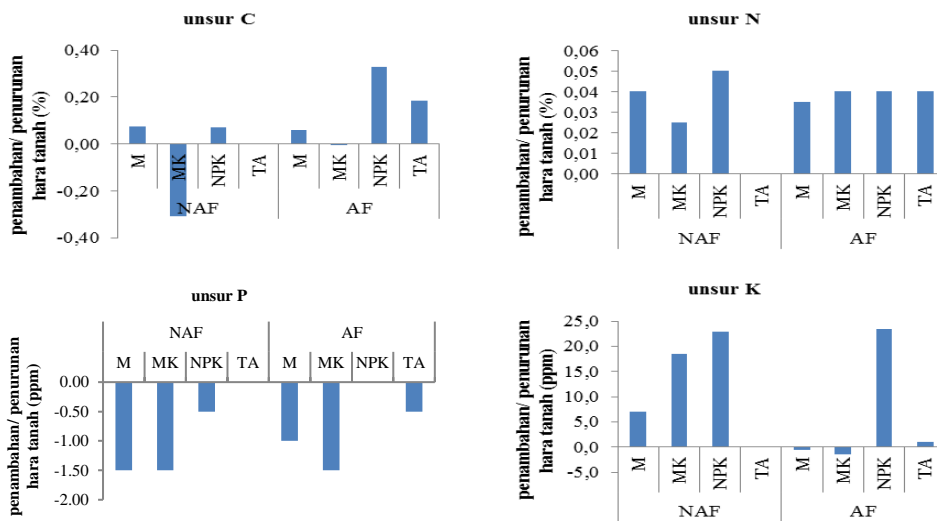 unsur C
penambahan/ penurunan
hara tanah (%)
0,40
0,20
0,00
-0,20
-0,40
M
MK
NPK
TA
M
MK
NPK
TA
NAF
AF
unsur N
penambahan/ penurunan
hara tanah (%)
0,06
0,05
0,04
0,03
0,02
0,01
0,00
M
MK
NPK
TA
M
MK
NPK
TA
NAF
AF
unsur P
penambahan/ penurunan
hara tanah (ppm)
NAF
AF
M
MK
NPK
TA
M
MK
TA
NPK
0.00
-0.50
-1.00
-1.50
-2.00
unsur K
penambahan/ penurunan
hara tanah (ppm)
25,0
20,0
15,0
10,0
5,0
0,0
-5,0
M
MK
NPK
TA
M
MK
NPK
TA
NAF
AF